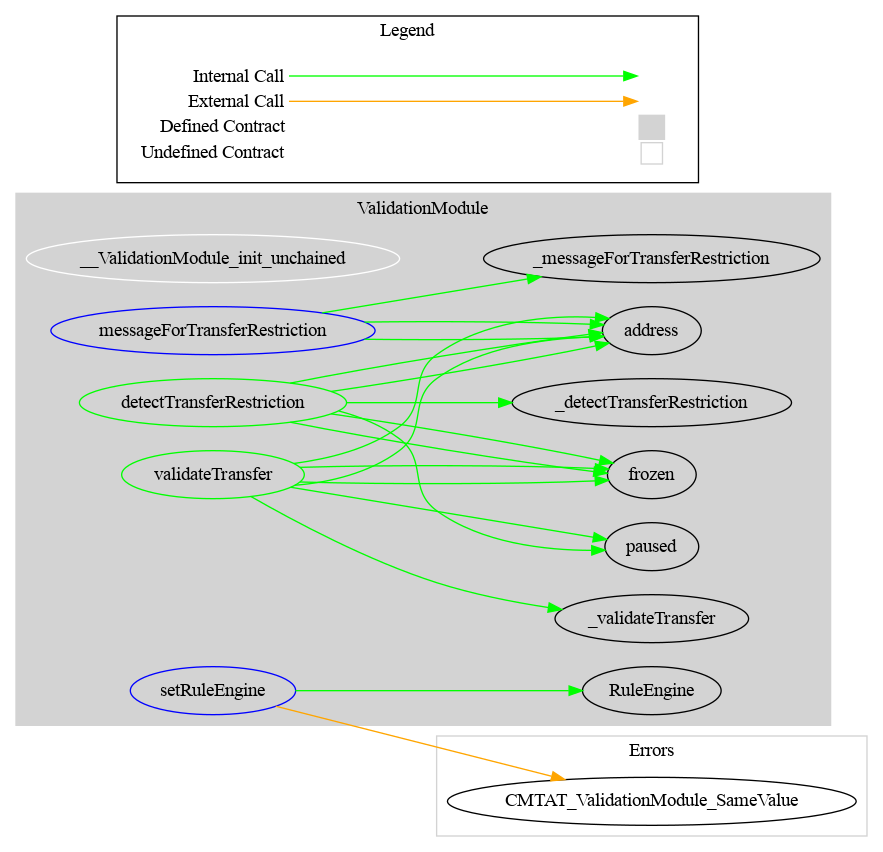 Legend
Internal Call
External Call
Defined Contract
Undefined Contract
ValidationModule
__ValidationModule_init_unchained
_messageForTransferRestriction
messageForTransferRestriction
address
detectTransferRestriction
_detectTransferRestriction
validateTransfer
frozen
paused
_validateTransfer
setRuleEngine
RuleEngine
Errors
CMTAT_ValidationModule_SameValue